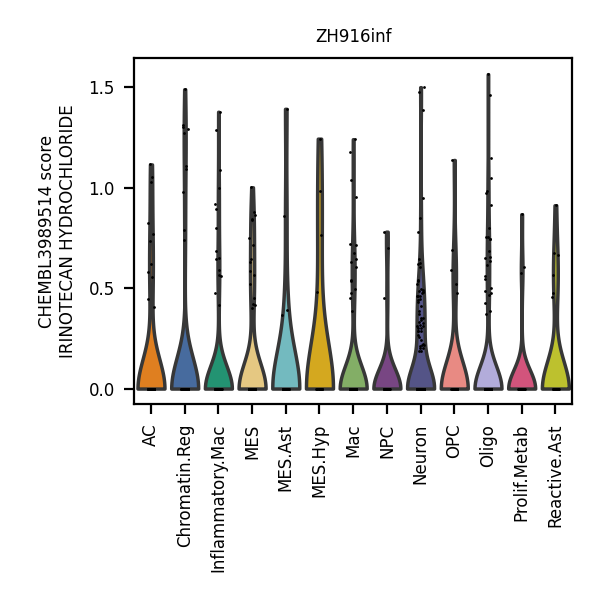 ZH916inf
CHEMBL3989514 score
IRINOTECAN HYDROCHLORIDE
1.5
1.0
0.5
0.0
AC
Chromatin.Reg
Inflammatory.Mac
MES
MES.Ast
MES.Hyp
Mac
NPC
Neuron
OPC
Oligo
Prolif.Metab
Reactive.Ast